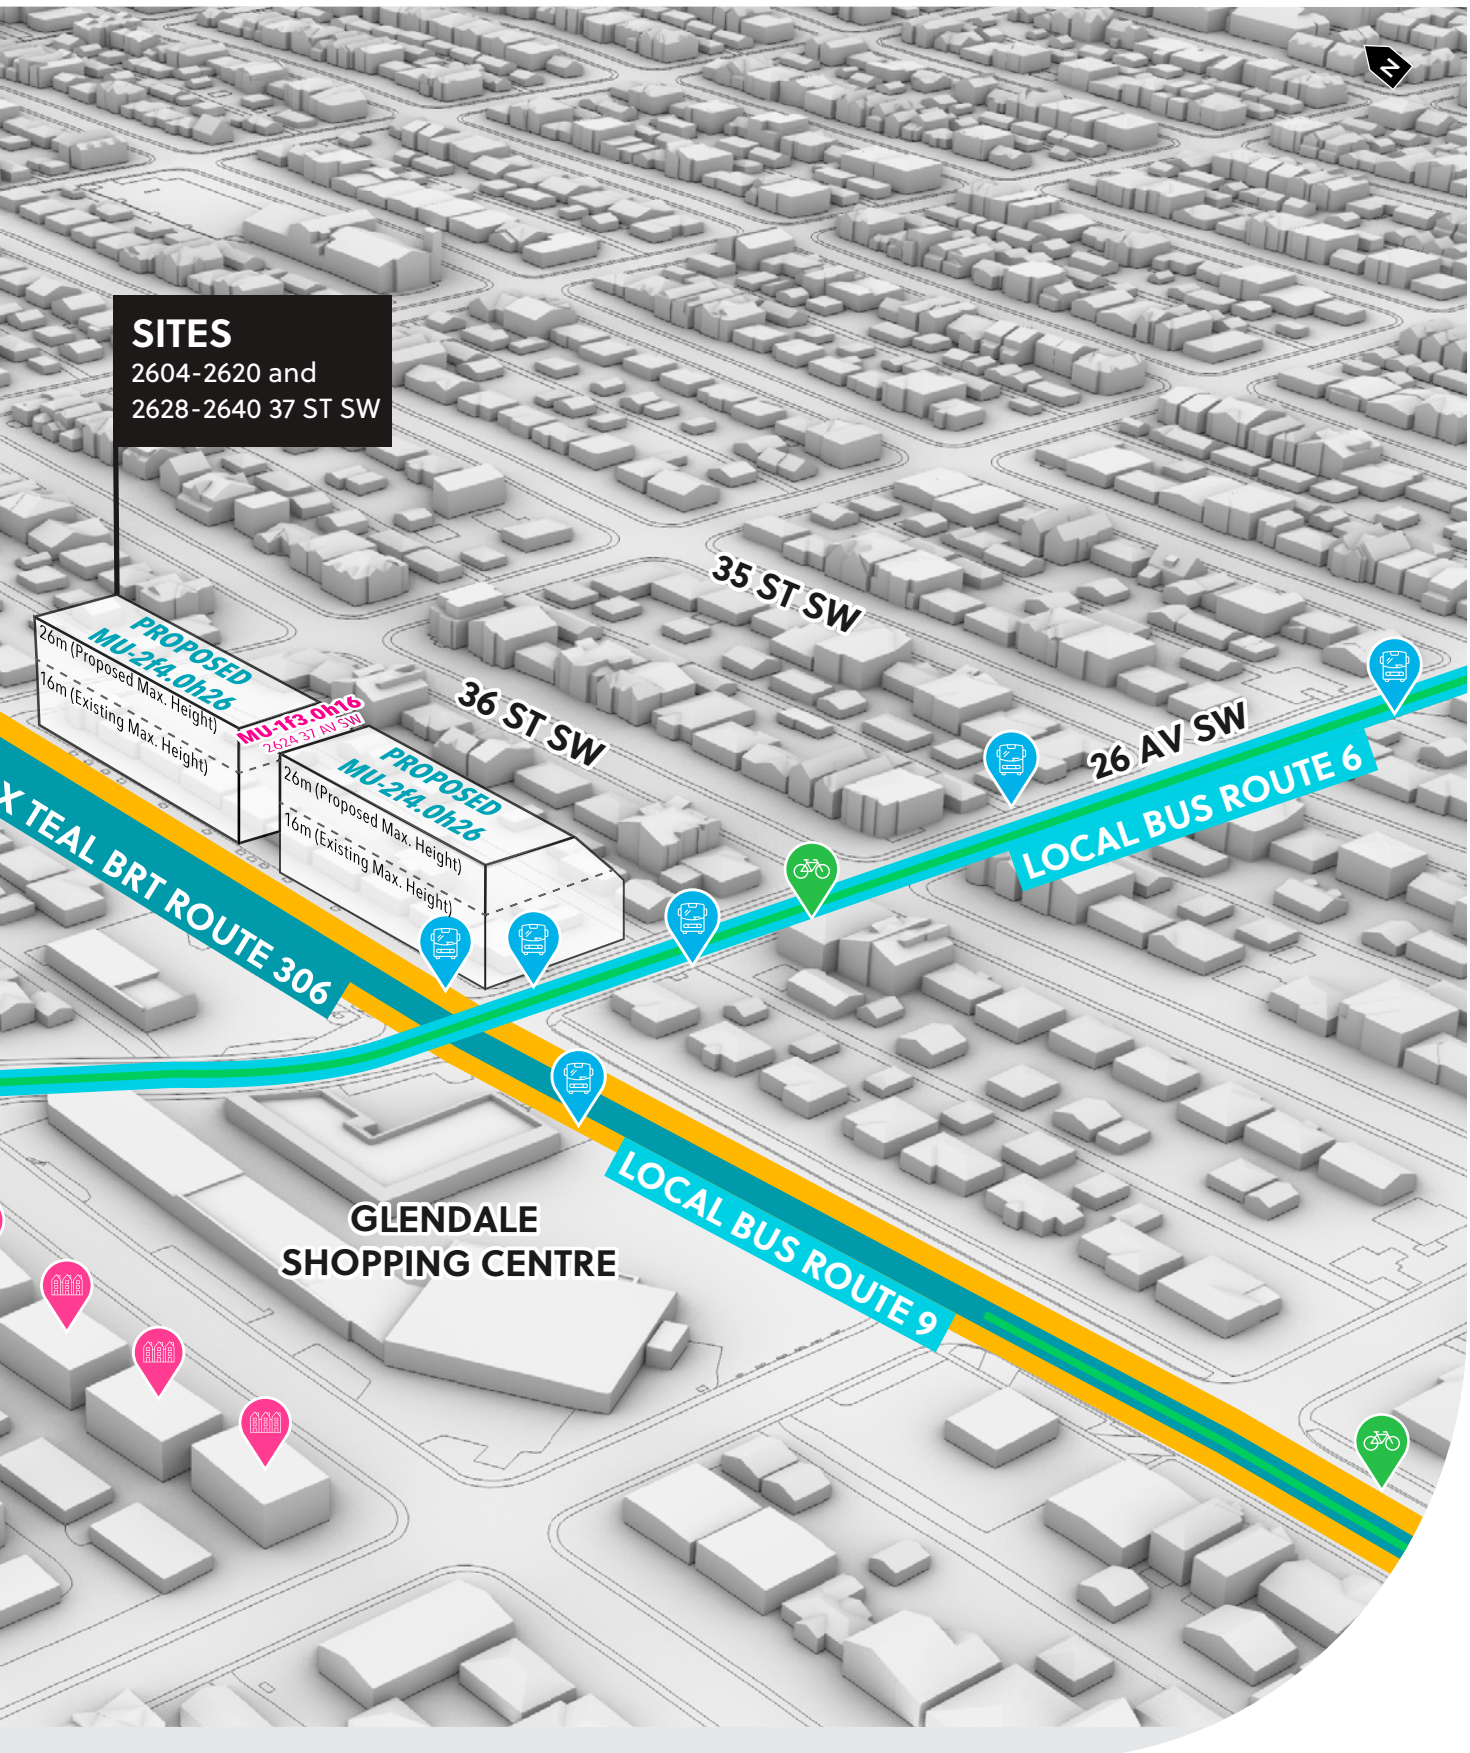 N
SITES
2604-2620 and
2628-2640 37 ST SW
35 ST SW
PROPOSED
MU-2f4.0h26
26m (Proposed Max. Height)
16m (Existing Max. Height)
MU-1f3.0h16
2624 37 AV SW
36 ST SW
26 AV SW
PROPOSED
MU-2f4.0h26
26m (Proposed Max. Height)
16m (Existing Max. Height)
LOCAL BUS ROUTE 6
X TEAL BRT ROUTE 306
LOCAL BUS ROUTE 9
GLENDALE
SHOPPING CENTRE